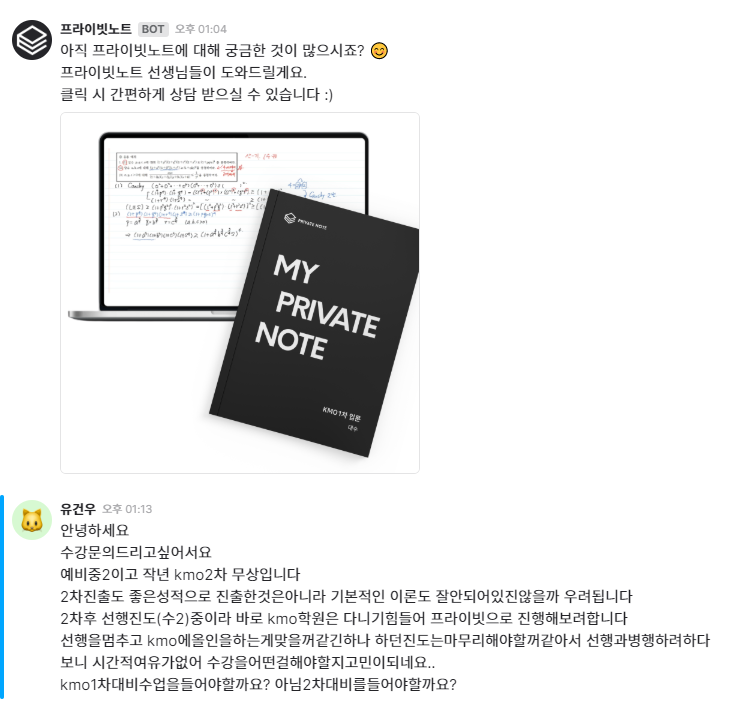 프라이빗노트 BOT 오후 01:04
아직 프라이빗노트에 대해 궁금한 것이 많으시죠? 😊
프라이빗노트 선생님들이 도와드릴게요.
클릭 시 간편하게 상담 받으실 수 있습니다 :)
PRIVATE NOTE
MY
PRIVATE
NOTE
KMO1차 입문
대수
유건우 오후 01:13
안녕하세요
수강문의드리고싶어서요
예비중2이고 작년 kmo2차 무상입니다
2차진출도 좋은성적으로 진출한것은아니라 기본적인 이론도 잘안되어있진않을까 우려됩니다
2차후 선행진도(수2)중이라 바로 kmo학원은 다니기힘들어 프라이빗으로 진행해보려합니다
선행을멈추고 kmo에올인을하는게맞을꺼같긴하나 하던진도는마무리해야할꺼같아서 선행과병행하려하다
보니 시간적여유가없어 수강을어떤걸해야할지고민이되네요..
kmo1차대비수업을들어야할까요? 아님2차대비를들어야할까요?